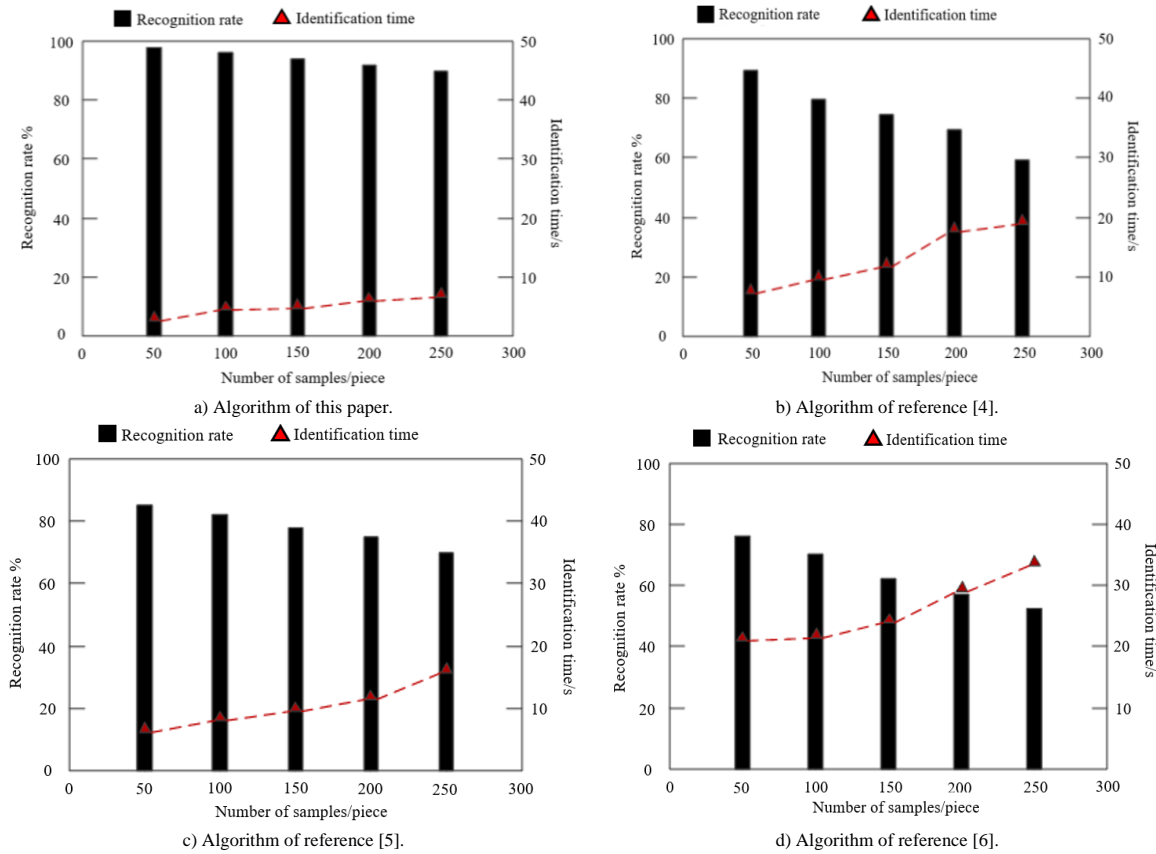 Recognition rate Identification time
100
80
60
40
20
0
Recognition rate %
50
40
30
20
10
Identification time/s
0 50 100 150 200 250 300
Number of samples/piece
a) Algorithm of this paper.
Recognition rate Identification time
100
80
60
40
20
0
Recognition rate %
50
40
30
20
10
Identification time/s
0 50 100 150 200 250 300
Number of samples/piece
b) Algorithm of reference [4].
Recognition rate Identification time
100
80
60
40
20
0
Recognition rate %
50
40
30
20
10
Identification time/s
0 50 100 150 200 250 300
Number of samples/piece
c) Algorithm of reference [5].
Recognition rate Identification time
100
80
60
40
20
0
Recognition rate %
50
40
30
20
10
Identification time/s
0 50 100 150 200 250 300
Number of samples/piece
d) Algorithm of reference [6].